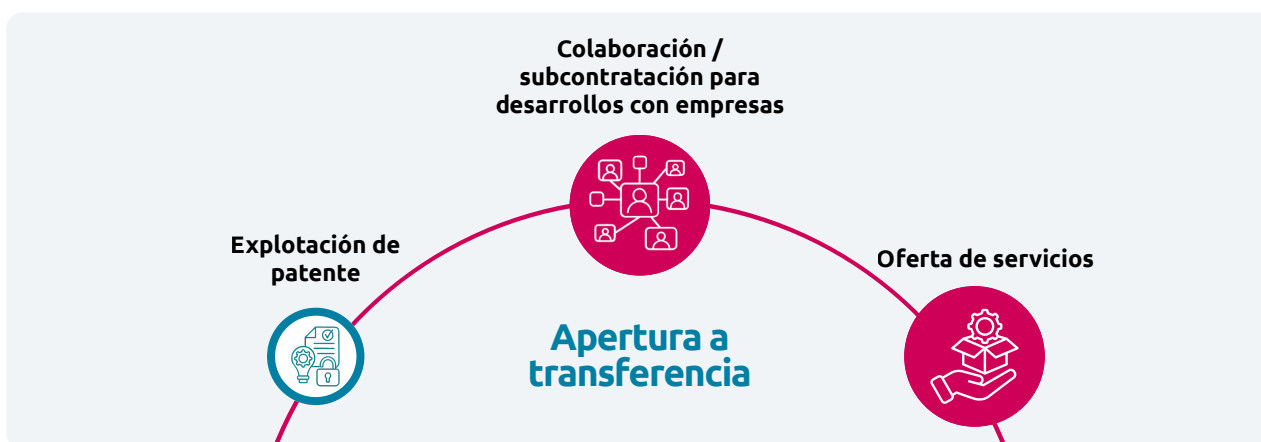 Colaboración /
subcontratación para
desarrollos con empresas
Explotación de
patente
Oferta de servicios
Apertura a
transferencia